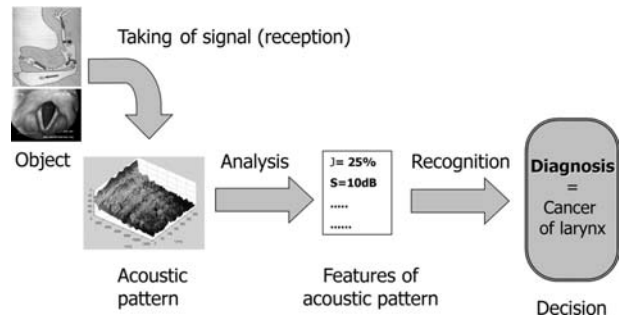 Taking of signal (reception)
Object
Analysis
J= 25%
S=10dB
.....
......
Recognition
Diagnosis
=
Cancer
of larynx
Acoustic
pattern
Features of
acoustic pattern
Decision